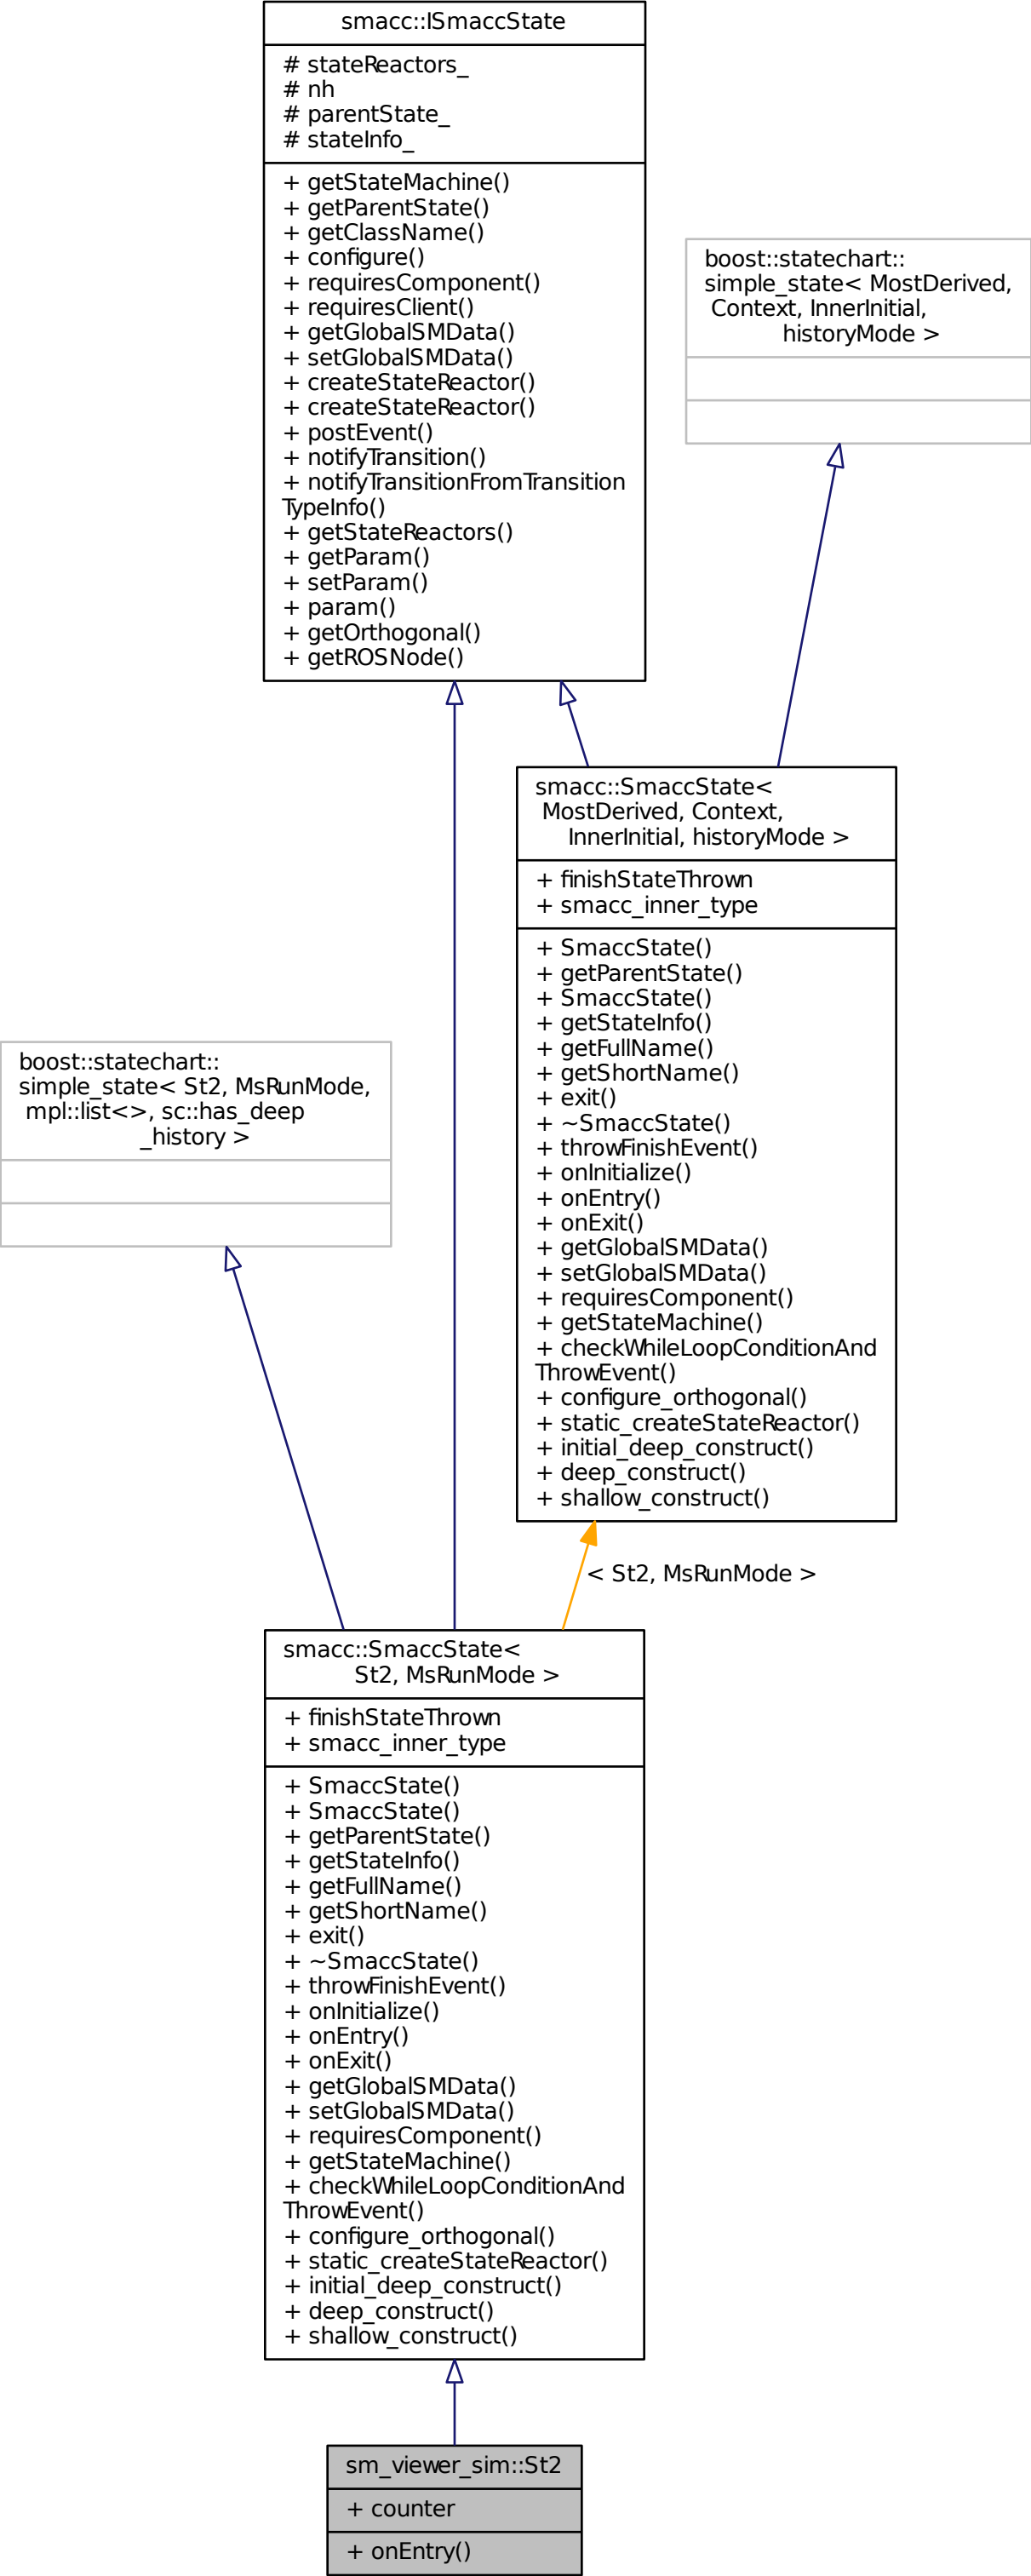 smacc::ISmaccState
# stateReactors_
# nh
# parentState_
# stateInfo_
+ getStateMachine()
+ getParentState()
+ getClassName()
+ configure()
+ requiresComponent()
+ requiresClient()
+ getGlobalSMData()
+ setGlobalSMData()
+ createStateReactor()
+ createStateReactor()
+ postEvent()
+ notifyTransition()
+ notifyTransitionFromTransition
TypeInfo()
+ getStateReactors()
+ getParam()
+ setParam()
+ param()
+ getOrthogonal()
+ getROSNode()
boost::statechart::
simple_state< MostDerived,
Context, InnerInitial,
historyMode >
smacc::SmaccState<
MostDerived, Context,
InnerInitial, historyMode >
+ finishStateThrown
+ smacc_inner_type
+ SmaccState()
+ getParentState()
+ SmaccState()
+ getStateInfo()
+ getFullName()
+ getShortName()
+ exit()
+ ~SmaccState()
+ throwFinishEvent()
+ onInitialize()
+ onEntry()
+ onExit()
+ getGlobalSMData()
+ setGlobalSMData()
+ requiresComponent()
+ getStateMachine()
+ checkWhileLoopConditionAnd
ThrowEvent()
+ configure_orthogonal()
+ static_createStateReactor()
+ initial_deep_construct()
+ deep_construct()
+ shallow_construct()
boost::statechart::
simple_state< St2, MsRunMode,
mpl::list<>, sc::has_deep
_history >
< St2, MsRunMode >
smacc::SmaccState<
St2, MsRunMode >
+ finishStateThrown
+ smacc_inner_type
+ SmaccState()
+ SmaccState()
+ getParentState()
+ getStateInfo()
+ getFullName()
+ getShortName()
+ exit()
+ ~SmaccState()
+ throwFinishEvent()
+ onInitialize()
+ onEntry()
+ onExit()
+ getGlobalSMData()
+ setGlobalSMData()
+ requiresComponent()
+ getStateMachine()
+ checkWhileLoopConditionAnd
ThrowEvent()
+ configure_orthogonal()
+ static_createStateReactor()
+ initial_deep_construct()
+ deep_construct()
+ shallow_construct()
sm_viewer_sim::St2
+ counter
+ onEntry()